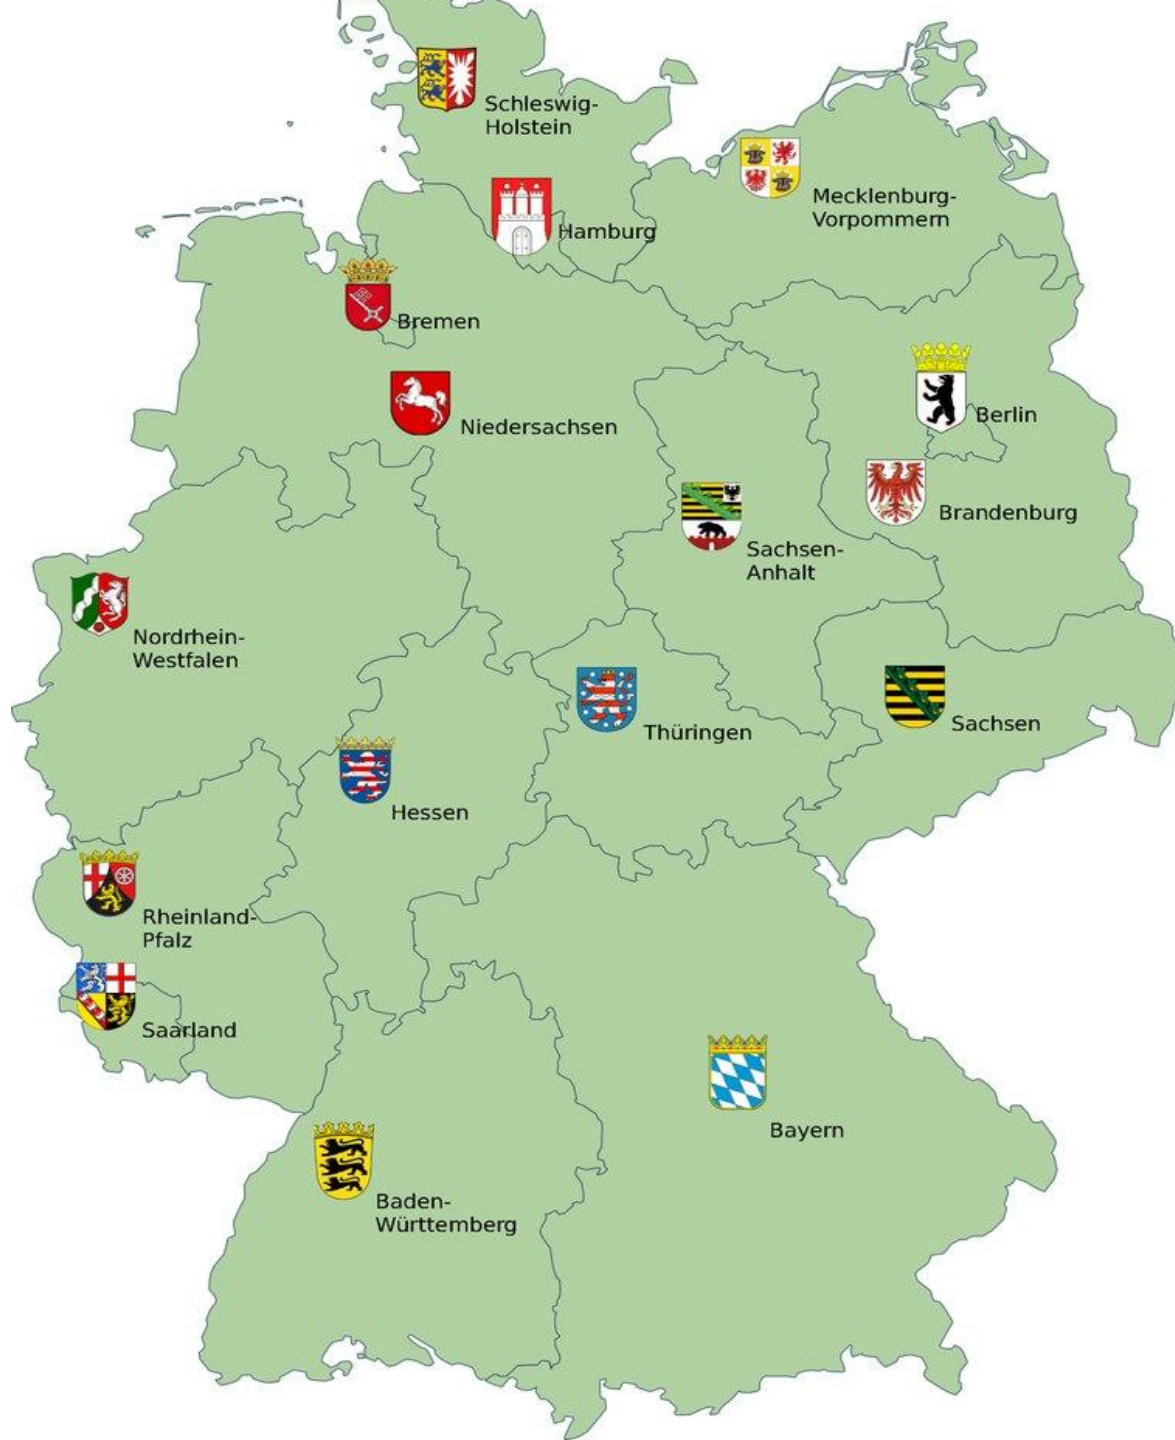 Schleswig-
Holstein
Mecklenburg-
Vorpommern
Hamburg
Bremen
Berlin
Niedersachsen
Brandenburg
Sachsen-
Anhalt
Nordrhein-
Westfalen
Sachsen
Thüringen
Hessen
Rheinland-
Pfalz
Saarland
Bayern
Baden-
Württemberg